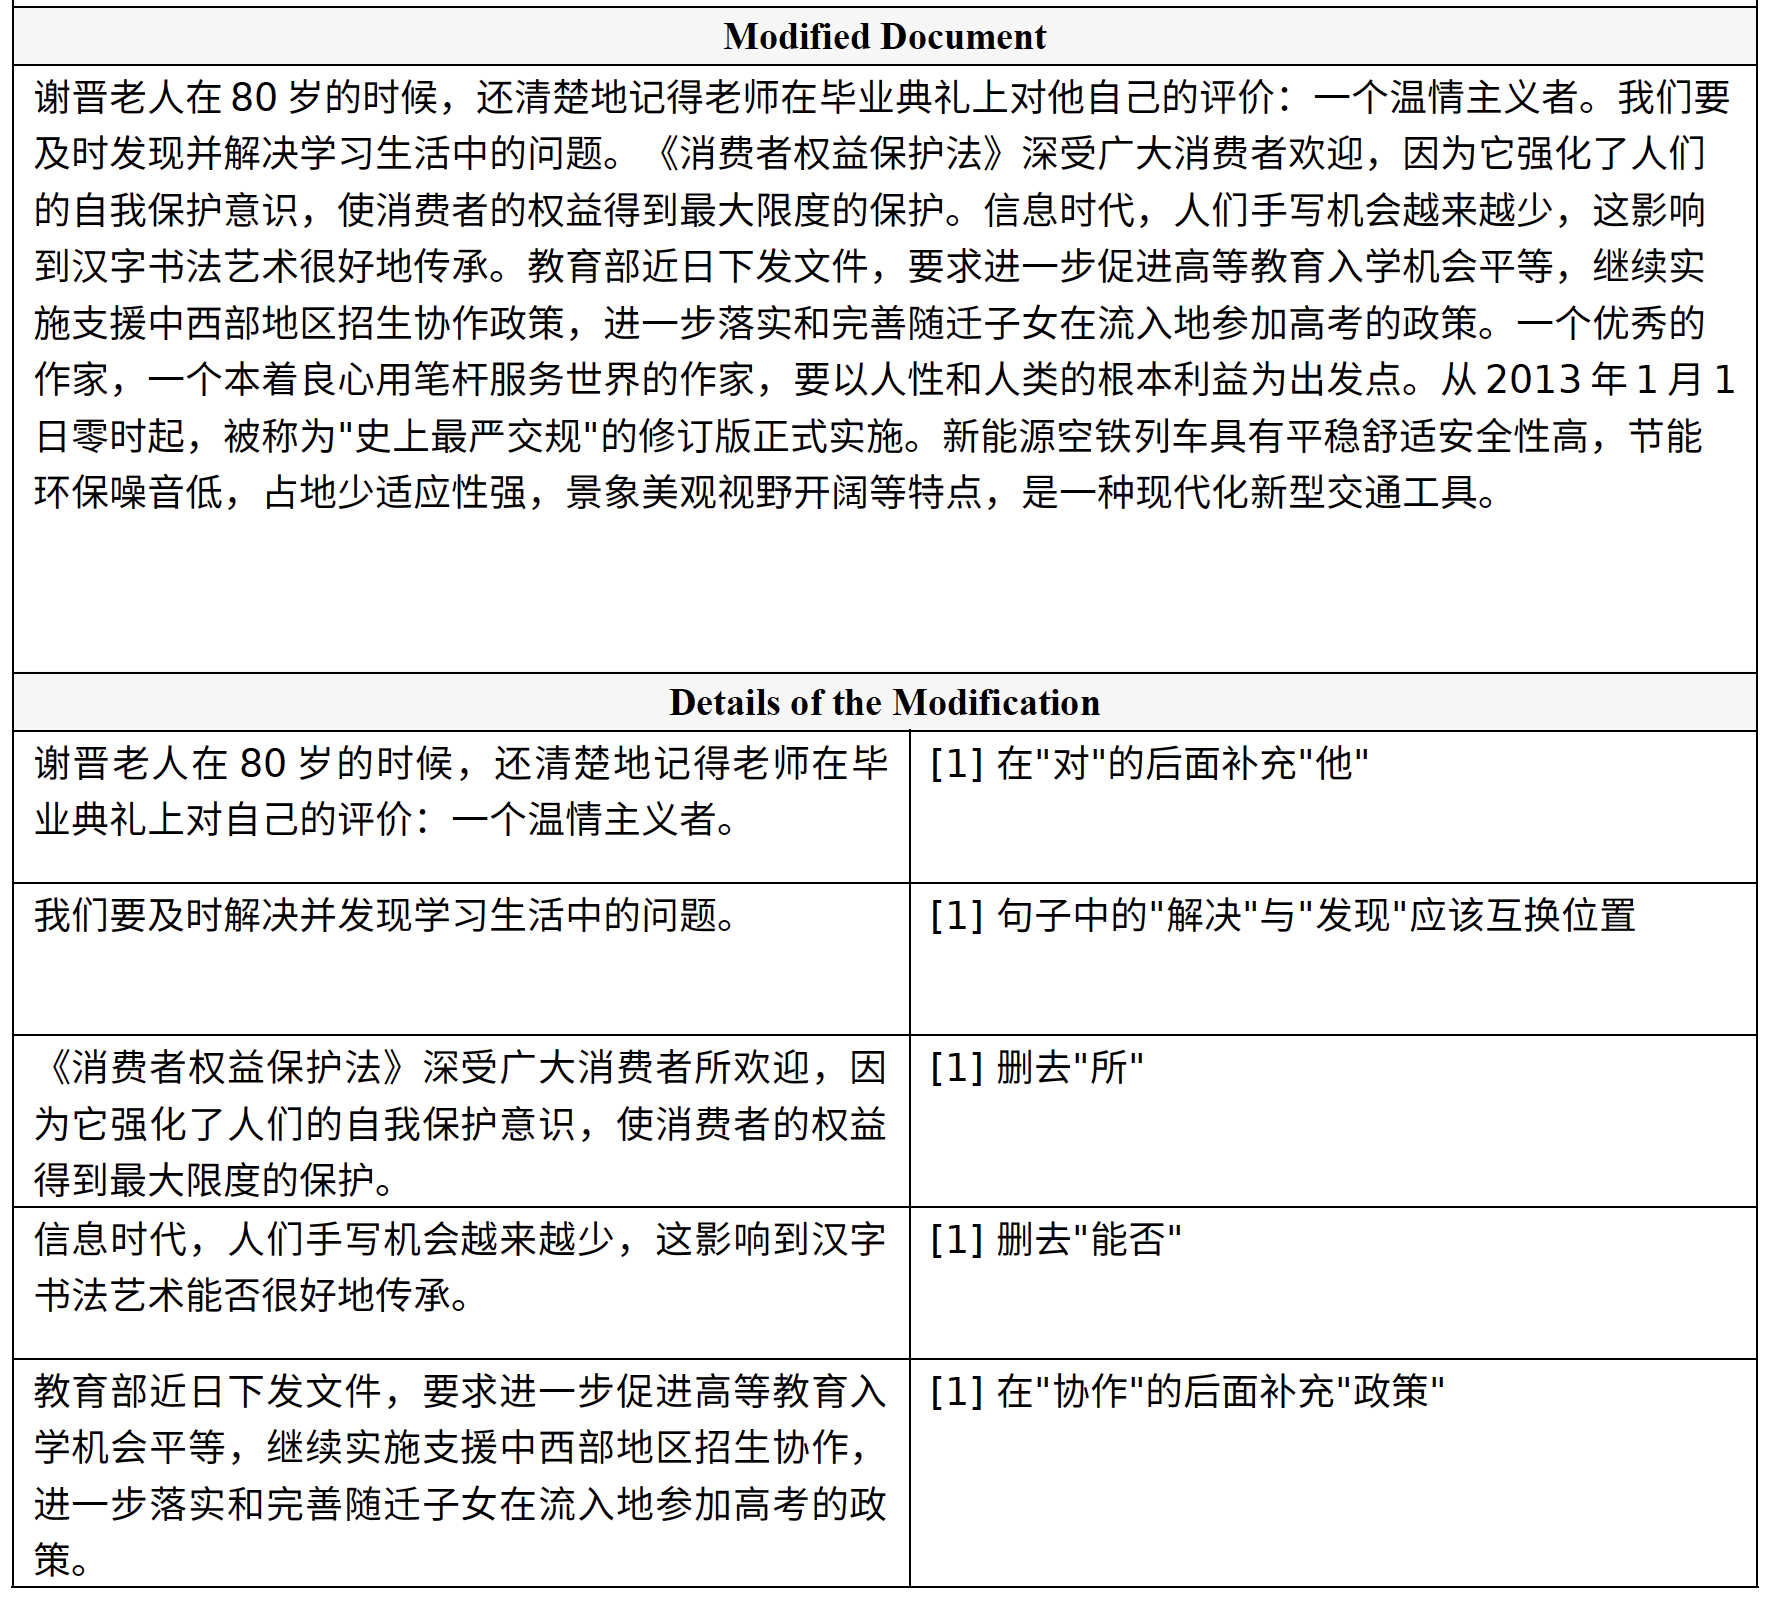 Modified Document
谢晋老人在 80 岁的时候，还清楚地记得老师在毕业典礼上对他自己的评价：一个温情主义者。我们要
及时发现并解决学习生活中的问题。《消费者权益保护法》深受广大消费者欢迎，因为它强化了人们
的自我保护意识，使消费者的权益得到最大限度的保护。信息时代，人们手写机会越来越少，这影响
到汉字书法艺术很好地传承。教育部近日下发文件，要求进一步促进高等教育入学机会平等，继续实
施支援中西部地区招生协作政策，进一步落实和完善随迁子女在流入地参加高考的政策。一个优秀的
作家，一个本着良心用笔杆服务世界的作家，要以人性和人类的根本利益为出发点。从 2013 年 1 月 1
日零时起，被称为"史上最严交规"的修订版正式实施。新能源空铁列车具有平稳舒适安全性高，节能
环保噪音低，占地少适应性强，景象美观视野开阔等特点，是一种现代化新型交通工具。
Details of the Modification
谢晋老人在 80 岁的时候，还清楚地记得老师在毕
业典礼上对自己的评价：一个温情主义者。
[1] 在"对"的后面补充"他"
我们要及时解决并发现学习生活中的问题。
[1] 句子中的"解决"与"发现"应该互换位置
《消费者权益保护法》深受广大消费者所欢迎，因
为它强化了人们的自我保护意识，使消费者的权益
得到最大限度的保护。
[1] 删去"所"
信息时代，人们手写机会越来越少，这影响到汉字
书法艺术能否很好地传承。
[1] 删去"能否"
教育部近日下发文件，要求进一步促进高等教育入
学机会平等，继续实施支援中西部地区招生协作，
进一步落实和完善随迁子女在流入地参加高考的政
策。
[1] 在"协作"的后面补充"政策"